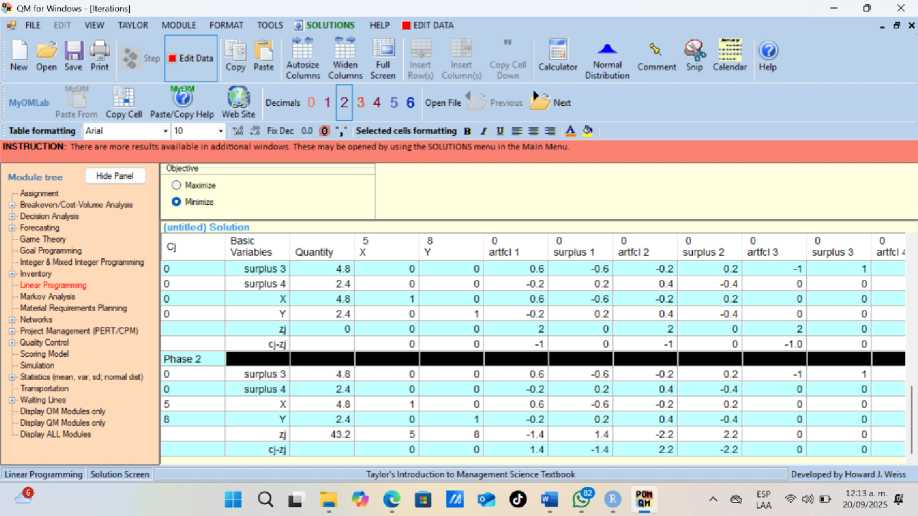 QM for Windows - [Iterations]
FILE EDIT VIEW TAYLOR MODULE FORMAT TOOLS SOLUTIONS HELP EDIT DATA
New Open Save Print Step Edit Data Copy Paste Autosize Columns Widen Columns Full Screen Insert Row(s) Insert Column(s) Copy Cell Down Calculator Normal Distribution Comment Snip Calendar Help
MyOMLab Paste From Copy Cell Paste/Copy Help Web Site Decimals 0 1 2 3 4 5 6 Open File Previous Next
Table formatting Arial 10 Fix Dec 0.0 0 Selected cells formatting B I U A
INSTRUCTION: There are more results available in additional windows. These may be opened by using the SOLUTIONS menu in the Main Menu.
Module tree Hide Panel
Assignment
Breakeven/Cost-Volume Analysis
Decision Analysis
Forecasting
Game Theory
Goal Programming
Integer & Mixed Integer Programming
Inventory
Linear Programming
Markov Analysis
Material Requirements Planning
Networks
Project Management (PERT/CPM)
Quality Control
Scoring Model
Simulation
Statistics (mean, var, sd; normal dist)
Transportation
Waiting Lines
Display OM Modules only
Display QM Modules only
Display ALL Modules
Objective
Maximize
Minimize
(untitled) Solution
Cj Basic Variables Quantity 5 X 8 Y 0 artfcl 1 0 surplus 1 0 artfcl 2 0 surplus 2 0 artfcl 3 0 surplus 3 0 artfcl 4
0 surplus 3 4.8 0 0 0.6 -0.6 -0.2 0.2 -1 1
0 surplus 4 2.4 0 0 -0.2 0.2 0.4 -0.4 0 0
0 X 4.8 1 0 0.6 -0.6 -0.2 0.2 0 0
0 Y 2.4 0 1 -0.2 0.2 0.4 -0.4 0 0
zj 0 0 0 2 0 2 0 2 0
cj-zj 0 0 -1 0 -1 0 -1.0 0
Phase 2
0 surplus 3 4.8 0 0 0.6 -0.6 -0.2 0.2 -1 1
0 surplus 4 2.4 0 0 -0.2 0.2 0.4 -0.4 0 0
5 X 4.8 1 0 0.6 -0.6 -0.2 0.2 0 0
8 Y 2.4 0 1 -0.2 0.2 0.4 -0.4 0 0
zj 43.2 5 8 -1.4 1.4 -2.2 2.2 0 0
cj-zj 0 0 1.4 -1.4 2.2 -2.2 0 0
Linear Programming Solution Screen Taylor's Introduction to Management Science Textbook Developed by Howard J. Weiss
6 82 POM QM ESP LAA 12:13 a. m. 20/09/2025